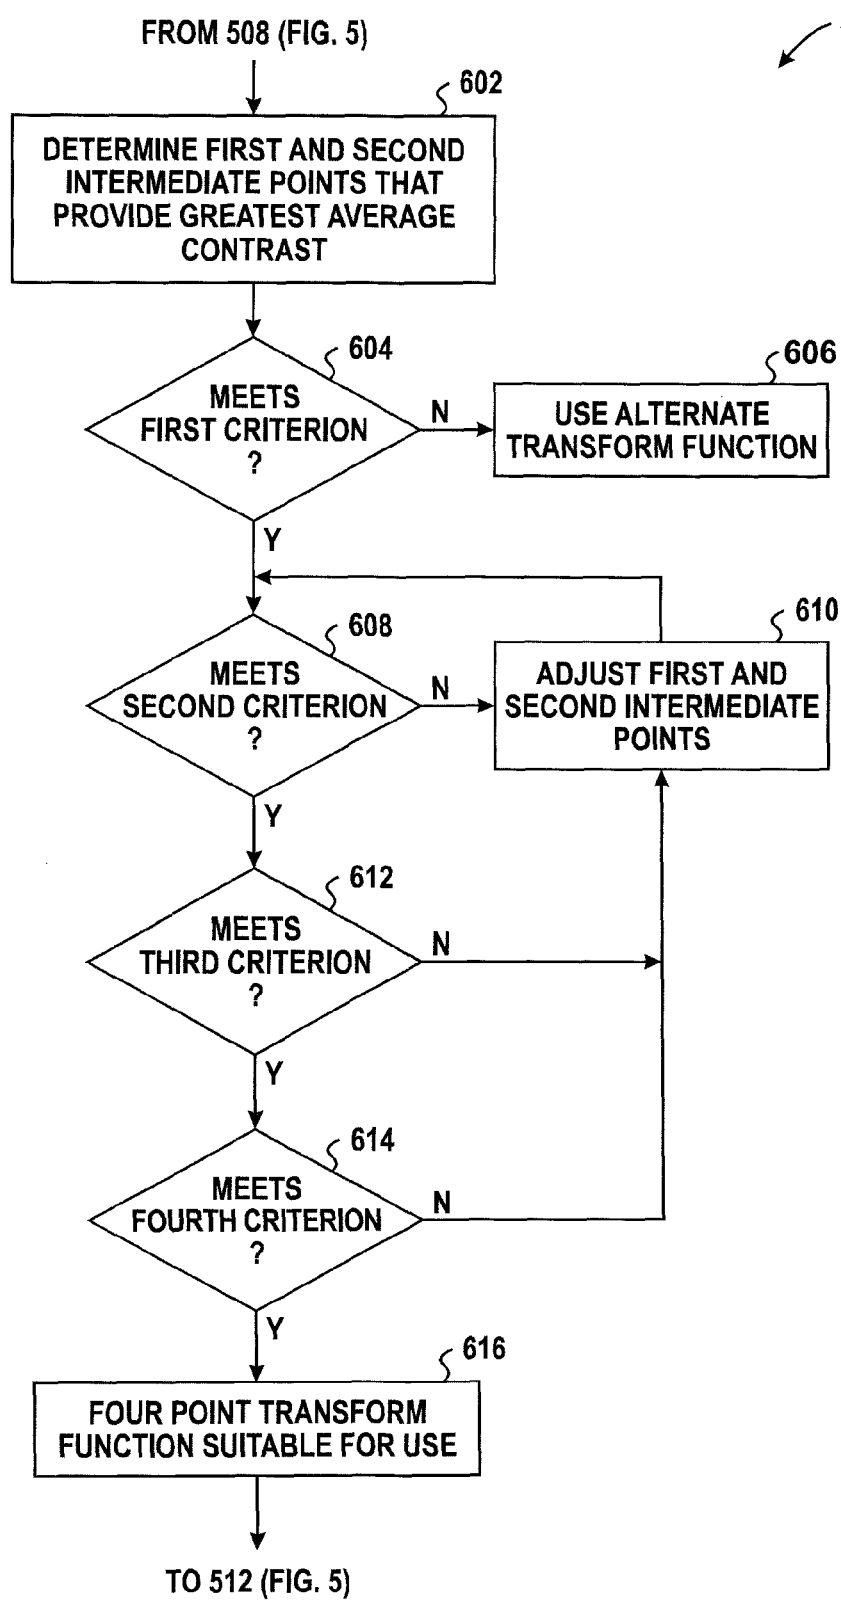 FROM 508 (FIG. 5)
602
DETERMINE FIRST AND SECOND
INTERMEDIATE POINTS THAT
PROVIDE GREATEST AVERAGE
CONTRAST
604
MEETS
FIRST CRITERION
?
N
606
USE ALTERNATE
TRANSFORM FUNCTION
Y
608
MEETS
SECOND CRITERION
?
N
610
ADJUST FIRST AND
SECOND INTERMEDIATE
POINTS
Y
612
MEETS
THIRD CRITERION
?
N
Y
614
MEETS
FOURTH CRITERION
?
N
Y
616
FOUR POINT TRANSFORM
FUNCTION SUITABLE FOR USE
TO 512 (FIG. 5)